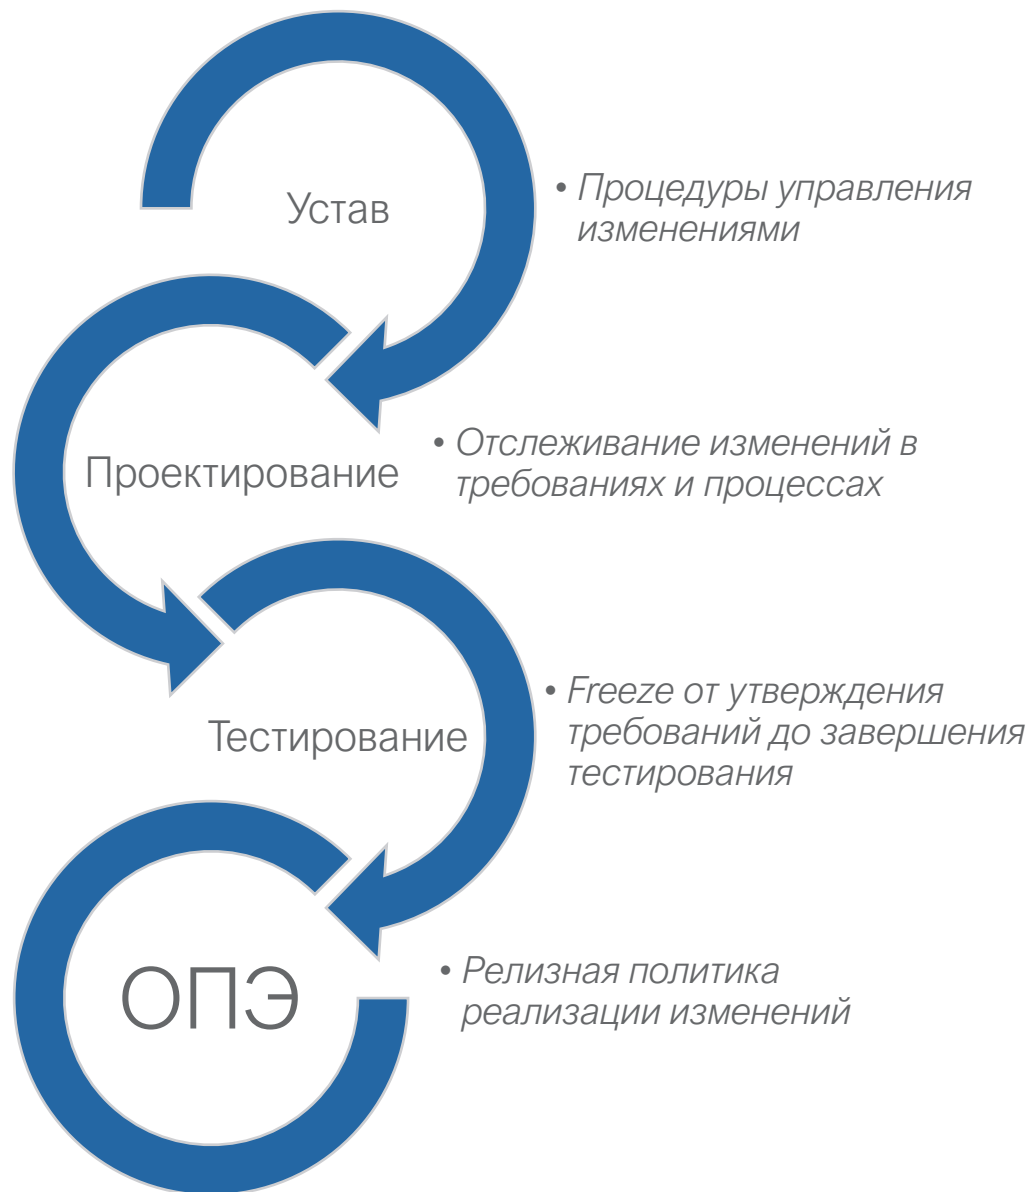 Устав
• Процедуры управления
изменениями
Проектирование
• Отслеживание изменений в
требованиях и процессах
Тестирование
• Freeze от утверждения
требований до завершения
тестирования
ОПЭ
• Релизная политика
реализации изменений